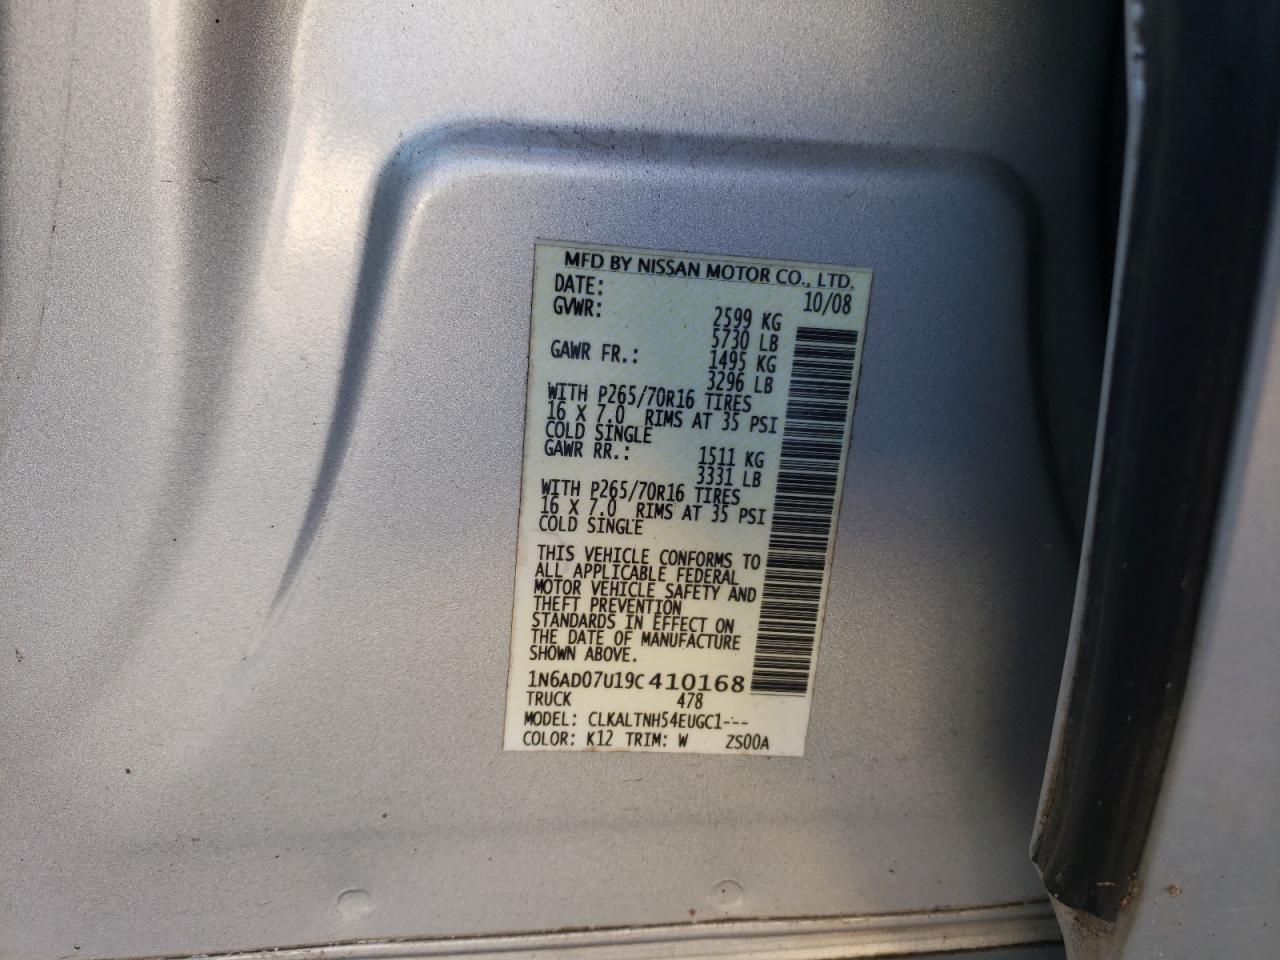 MFD BY NISSAN MOTOR CO., LTD.
DATE: 10/08
GVWR: 2599 KG
5730 LB
GAWR FR.: 1495 KG
3296 LB
WITH P265/70R16 TIRES
16 X 7.0 RIMS AT 35 PSI
COLD SINGLE
GAWR RR.: 1511 KG
3331 LB
WITH P265/70R16 TIRES
16 X 7.0 RIMS AT 35 PSI
COLD SINGLE
THIS VEHICLE CONFORMS TO
ALL APPLICABLE FEDERAL
MOTOR VEHICLE SAFETY AND
THEFT PREVENTION
STANDARDS IN EFFECT ON
THE DATE OF MANUFACTURE
SHOWN ABOVE.
1N6AD07U19C410168
TRUCK 478
MODEL: CLKALTNH54EUGC1---
COLOR: K12 TRIM: W ZS00A